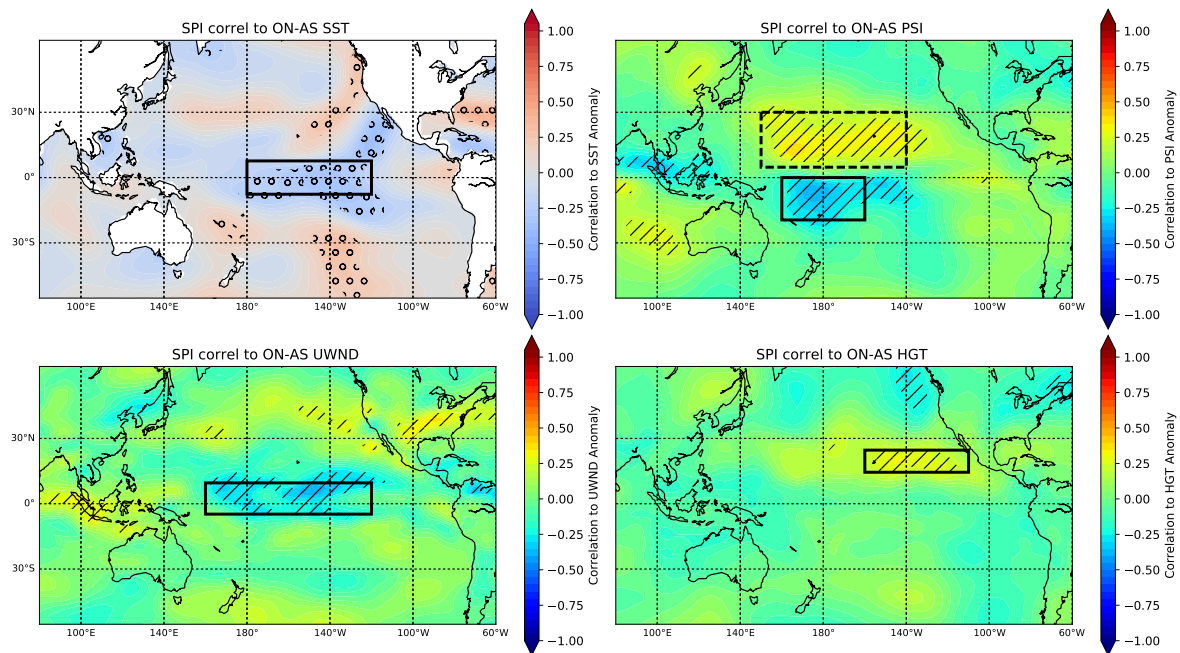 SPI correl to ON-AS SST
30°N
0°
30°S
100°E
140°E
180°
140°W
100°W
60°W
1.00
0.75
0.50
0.25
0.00
−0.25
−0.50
−0.75
−1.00
Correlation to SST Anomaly
SPI correl to ON-AS PSI
30°N
0°
30°S
100°E
140°E
180°
140°W
100°W
60°W
1.00
0.75
0.50
0.25
0.00
−0.25
−0.50
−0.75
−1.00
Correlation to PSI Anomaly
SPI correl to ON-AS UWND
30°N
0°
30°S
100°E
140°E
180°
140°W
100°W
60°W
1.00
0.75
0.50
0.25
0.00
−0.25
−0.50
−0.75
−1.00
Correlation to UWND Anomaly
SPI correl to ON-AS HGT
30°N
0°
30°S
100°E
140°E
180°
140°W
100°W
60°W
1.00
0.75
0.50
0.25
0.00
−0.25
−0.50
−0.75
−1.00
Correlation to HGT Anomaly